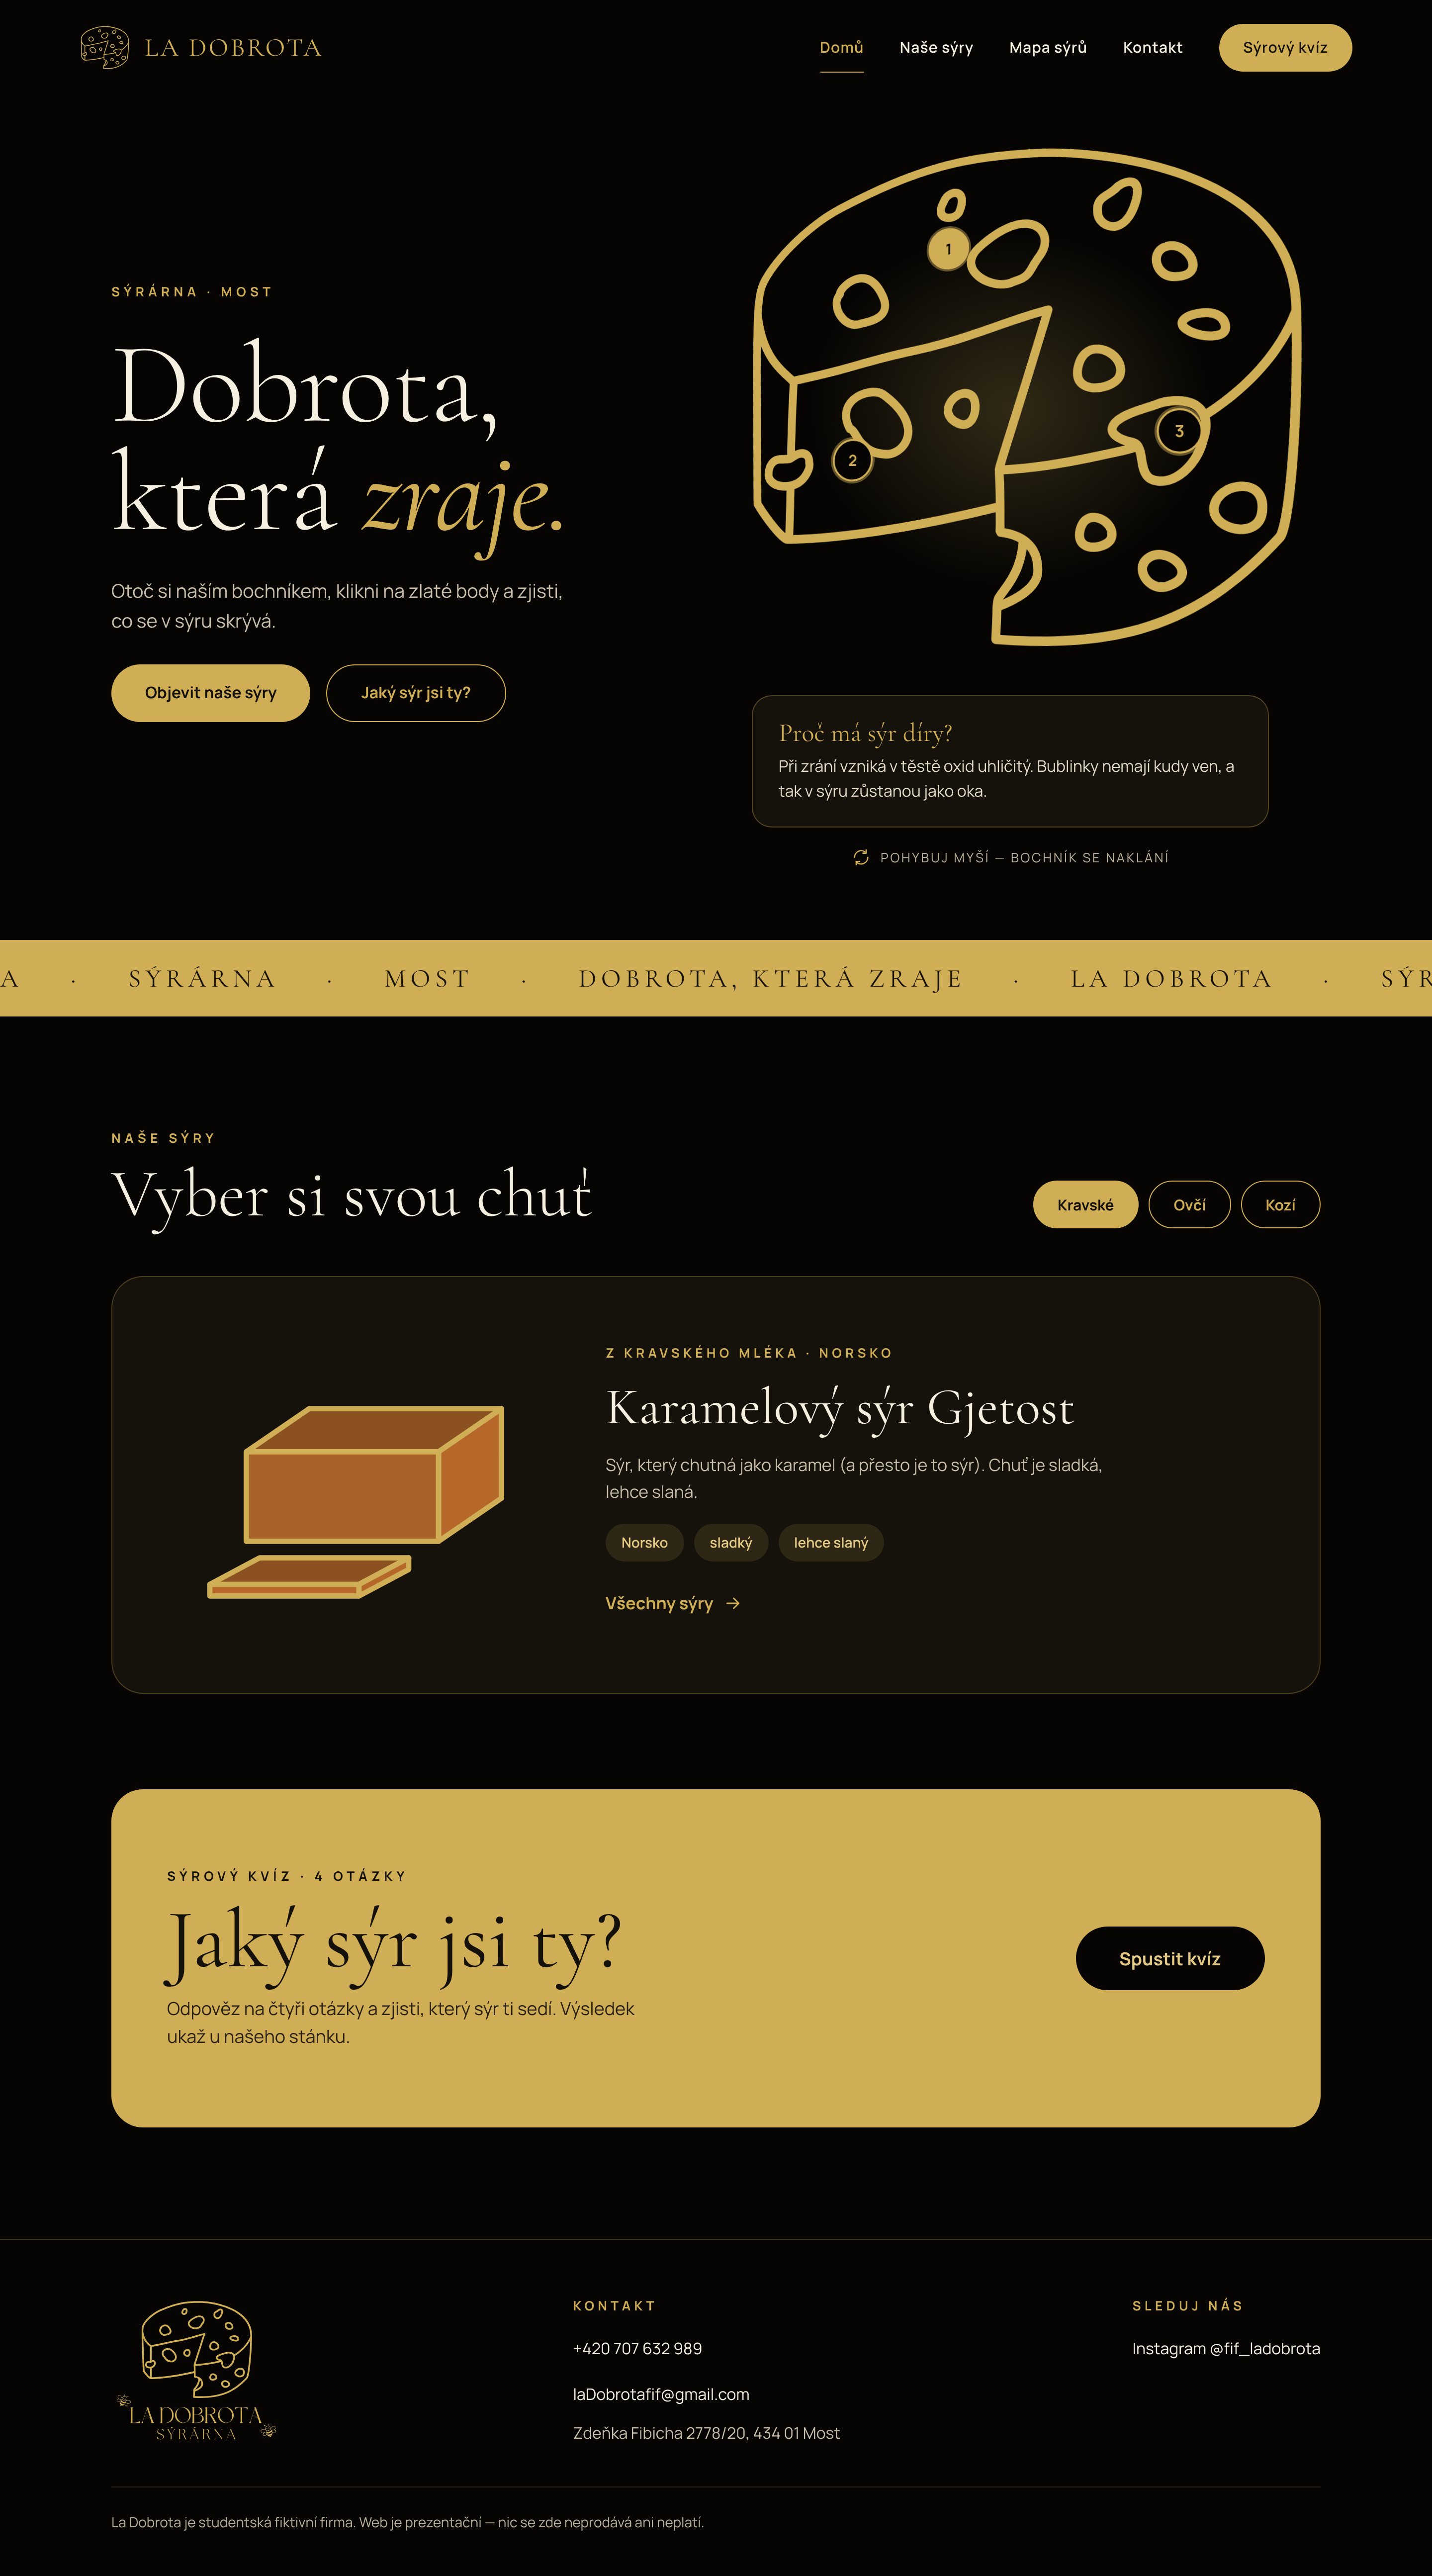 LA DOBROTA
Domů
Naše sýry
Mapa sýrů
Kontakt
Sýrový kvíz
SÝRÁRNA · MOST
Dobrota,
která zraje.
Otoč si naším bochníkem, klikni na zlaté body a zjisti,
co se v sýru skrývá.
Objevit naše sýry
Jaký sýr jsi ty?
1
2
3
Proč má sýr díry?
Při zrání vzniká v těstě oxid uhličitý. Bublinky nemají kudy ven, a
tak v sýru zůstanou jako oka.
POHYBUJ MYŠÍ — BOCHNÍK SE NAKLÁNÍ
A · SÝRÁRNA · MOST · DOBROTA, KTERÁ ZRAJE · LA DOBROTA · SÝR
NAŠE SÝRY
Vyber si svou chuť
Kravské
Ovčí
Kozí
Z KRAVSKÉHO MLÉKA · NORSKO
Karamelový sýr Gjetost
Sýr, který chutná jako karamel (a přesto je to sýr). Chuť je sladká,
lehce slaná.
Norsko
sladký
lehce slaný
Všechny sýry →
SÝROVÝ KVÍZ · 4 OTÁZKY
Jaký sýr jsi ty?
Odpověz na čtyři otázky a zjisti, který sýr ti sedí. Výsledek
ukaž u našeho stánku.
Spustit kvíz
LA DOBROTA
SÝRÁRNA
KONTAKT
+420 707 632 989
laDobrotafif@gmail.com
Zdeňka Fibicha 2778/20, 434 01 Most
SLEDUJ NÁS
Instagram @fif_ladobrota
La Dobrota je studentská fiktivní firma. Web je prezentační — nic se zde neprodává ani neplatí.